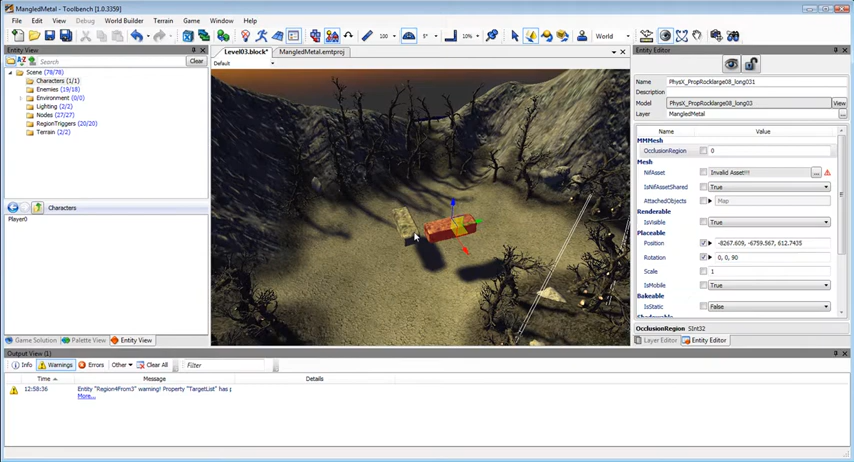 MangledMetal - Toolbench [1.0.3359]
File Edit View Debug World Builder Terrain Game Window Help
100 5° 10% World
Entity View
Search Clear
Scene (78/78)
Characters (1/1)
Enemies (19/18)
Environment (0/0)
Lighting (2/2)
Nodes (27/27)
RegionTriggers (20/20)
Terrain (2/2)
Characters
Player0
Game Solution Palette View Entity View
Level03.block* MangledMetal.emtproj
Default
Entity Editor
Name PhysX_PropRocklarge08_long031
Description
Model PhysX_PropRocklarge08_long03 View
Layer MangledMetal ...
Name Value
MMMesh
OcclusionRegion 0
Mesh
NifAsset Invalid Asset!!! ...
IsNifAssetShared True
AttachedObjects Map
Renderable
IsVisible True
Placeable
Position -8267.609, -6759.567, 612.7435
Rotation 0, 0, 90
Scale 1
IsMobile True
Bakeable
IsStatic False
OcclusionRegion SInt32
Layer Editor Entity Editor
Output View (1)
Info Warnings Errors Other Clear All Filter
Time Message Details
12:58:36 Entity "Region4From3" warning! Property "TargetList" has p
More...